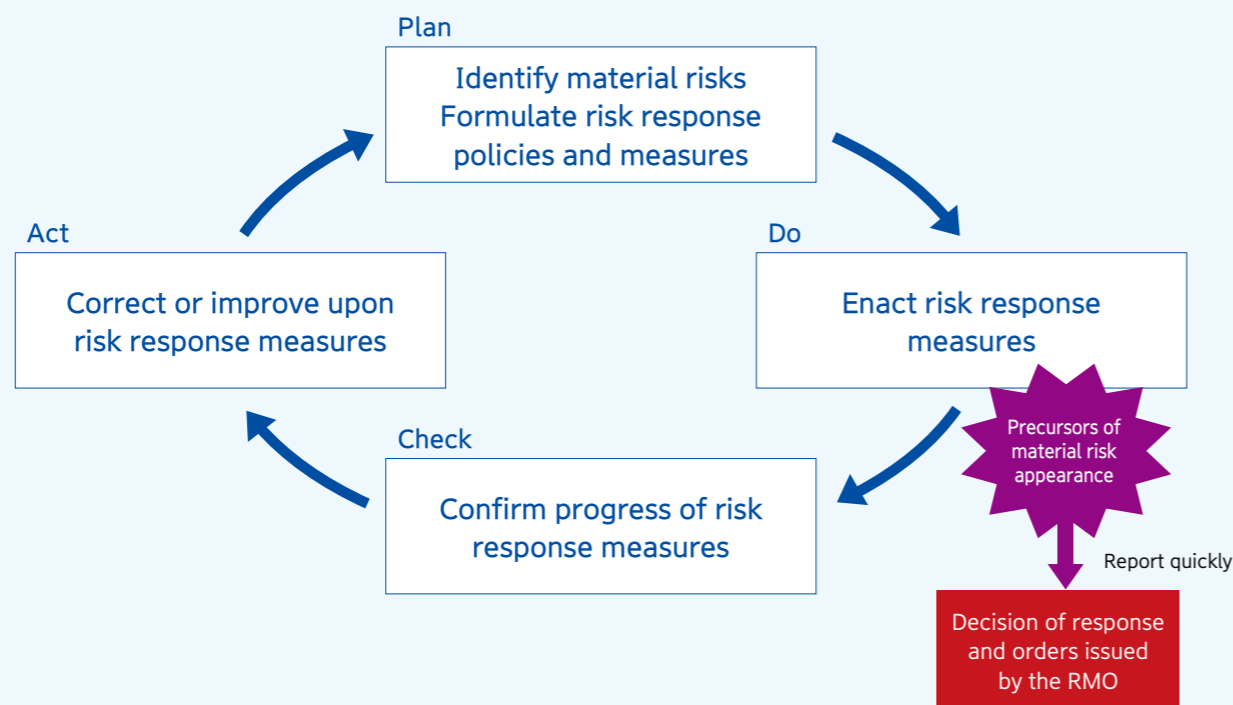 Plan
Identify material risks
Formulate risk response
policies and measures
Act
Correct or improve upon
risk response measures
Do
Enact risk response
measures
Check
Confirm progress of risk
response measures
Precursors of
material risk
appearance
Report quickly
Decision of response
and orders issued
by the RMO